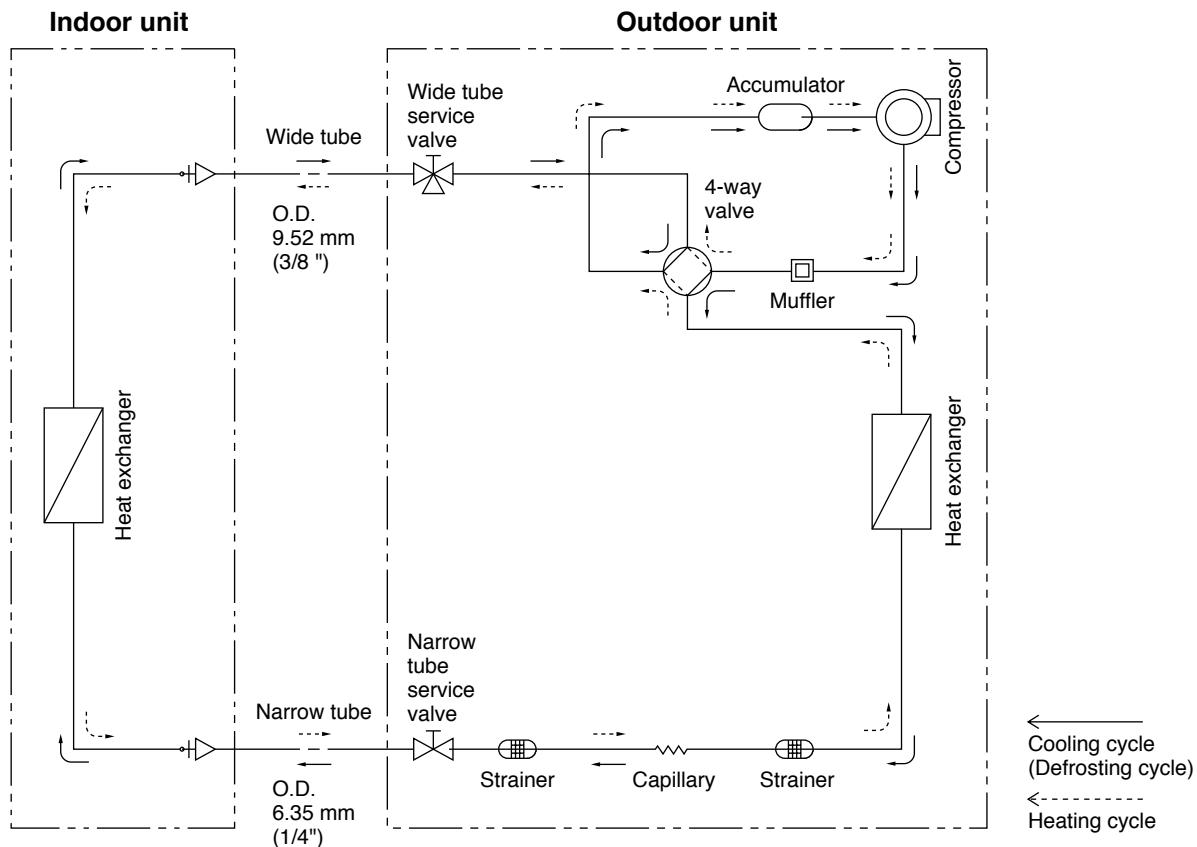 Indoor unit
Outdoor unit
Wide tube
service
valve
Accumulator
Compressor
Wide tube
O.D.
9.52 mm
(3/8 ")
4-way
valve
Muffler
Heat exchanger
Heat exchanger
Narrow
tube
service
valve
Narrow tube
O.D.
6.35 mm
(1/4")
Strainer
Capillary
Strainer
Cooling cycle
(Defrosting cycle)
Heating cycle